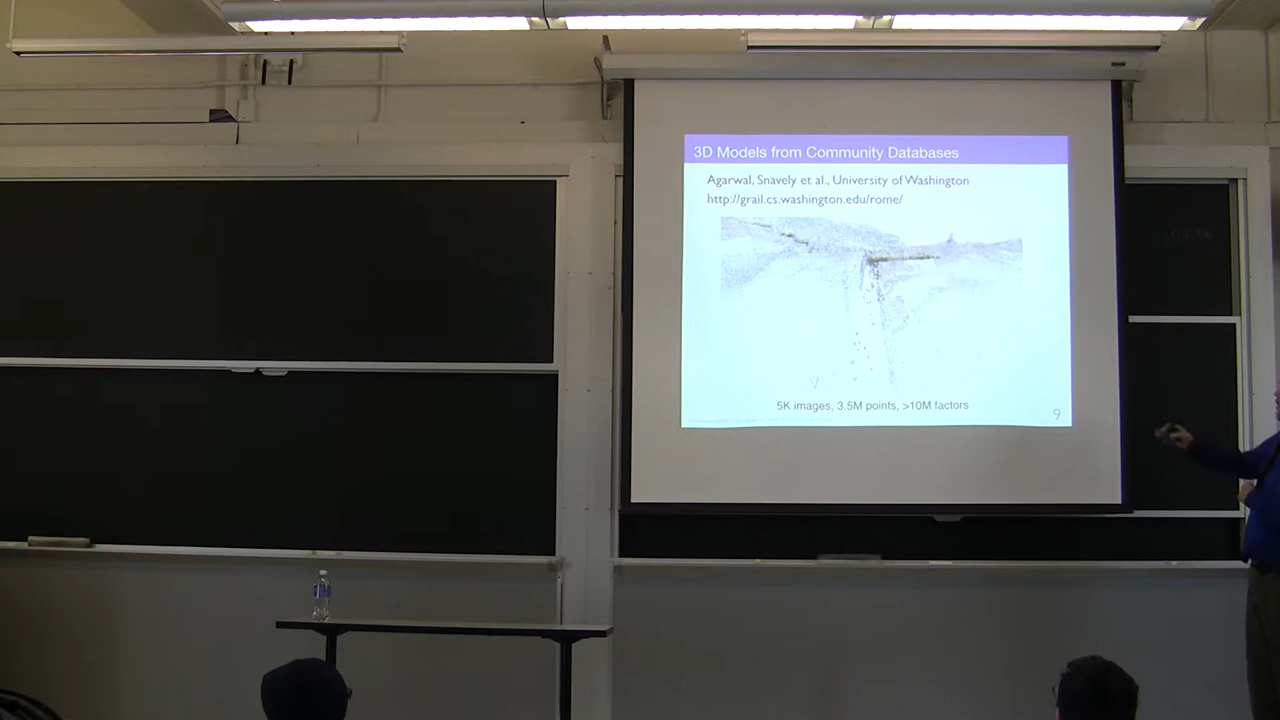 3D Models from Community Databases
Agarwal, Snavely et al., University of Washington
http://grail.cs.washington.edu/rome/
5K images, 3.5M points, >10M factors
9